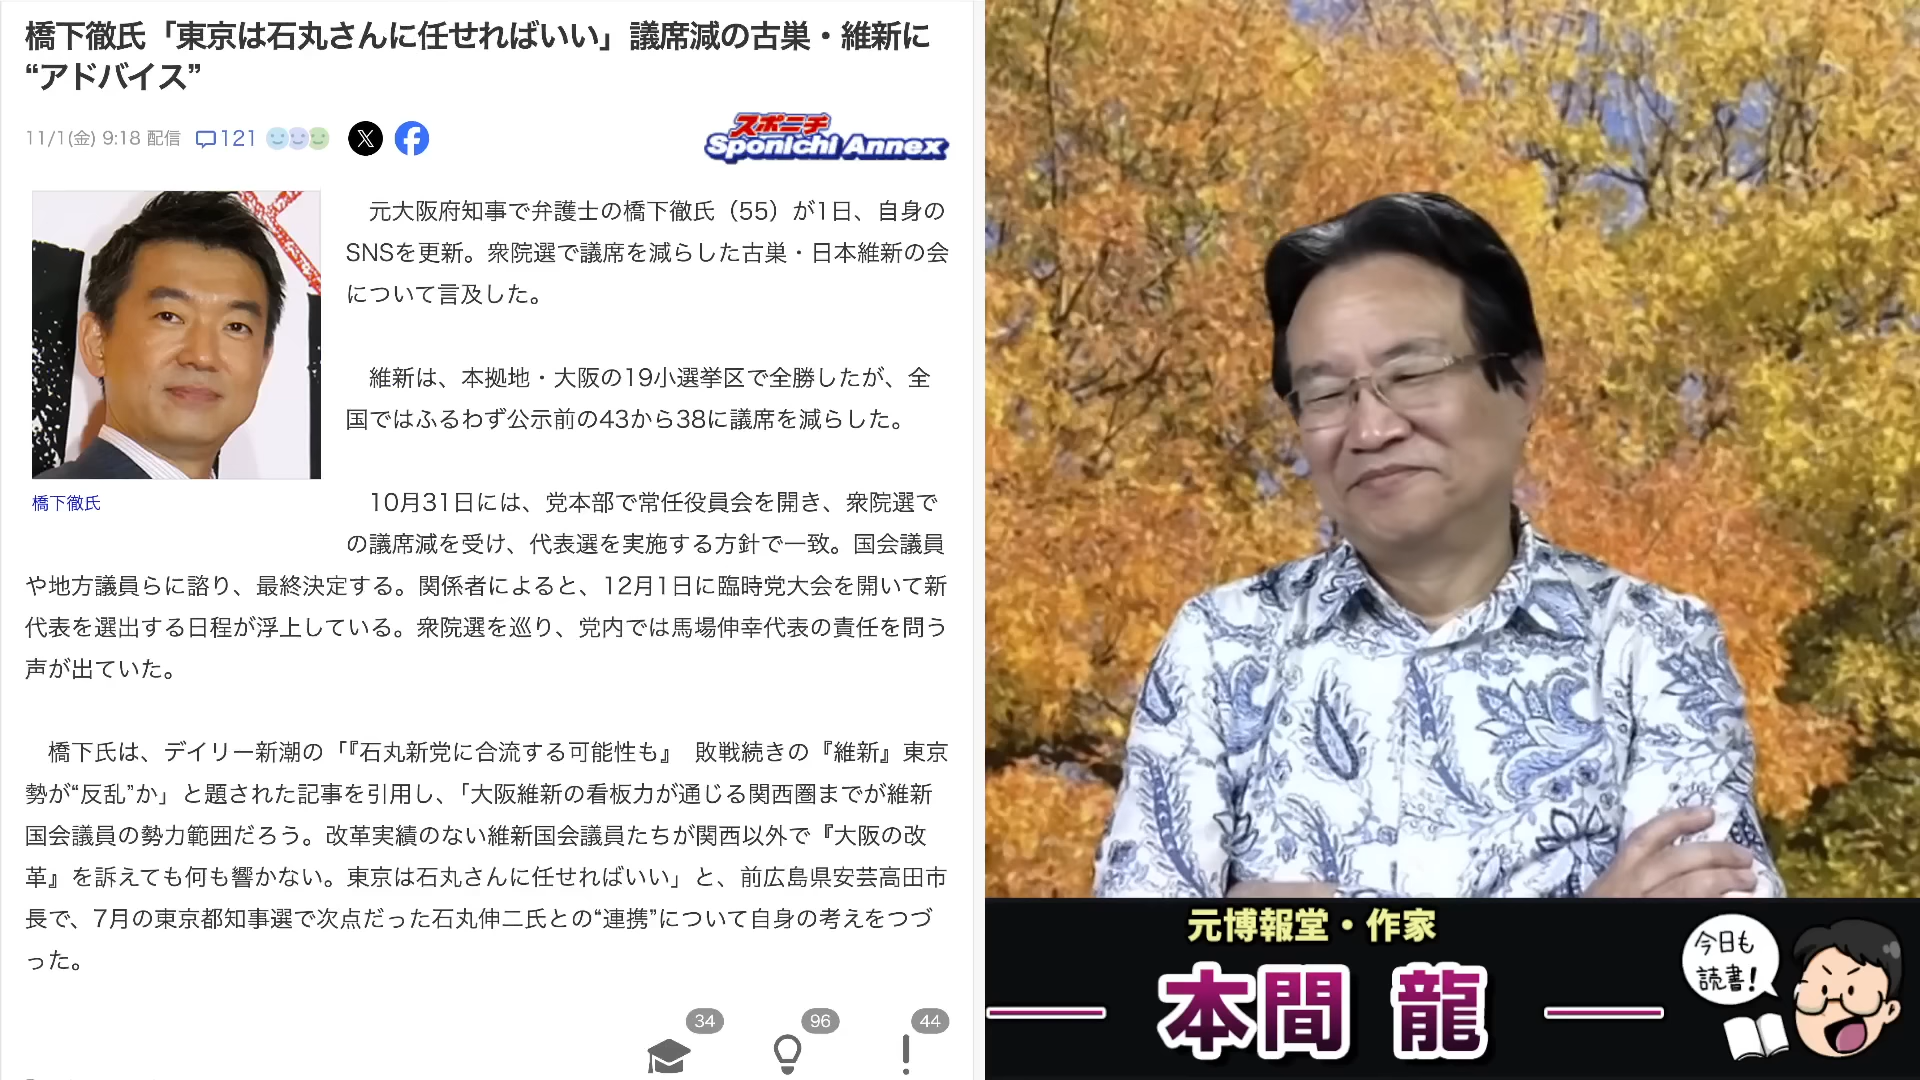 橋下徹氏「東京は石丸さんに任せればいい」議席減の古巣・維新に
“アドバイス”
11/1(金) 9:18 配信 121
スポニチ
Sponichi Annex
元大阪府知事で弁護士の橋下徹氏（55）が1日、自身の
SNSを更新。衆院選で議席を減らした古巣・日本維新の会
について言及した。
維新は、本拠地・大阪の19小選挙区で全勝したが、全
国ではふるわず公示前の43から38に議席を減らした。
橋下徹氏
10月31日には、党本部で常任役員会を開き、衆院選で
の議席減を受け、代表選を実施する方針で一致。国会議員
や地方議員らに諮り、最終決定する。関係者によると、12月1日に臨時党大会を開いて新
代表を選出する日程が浮上している。衆院選を巡り、党内では馬場伸幸代表の責任を問う
声が出ていた。
橋下氏は、デイリー新潮の「『石丸新党に合流する可能性も』 敗戦続きの『維新』東京
勢が“反乱”か」と題された記事を引用し、「大阪維新の看板力が通じる関西圏までが維新
国会議員の勢力範囲だろう。改革実績のない維新国会議員たちが関西以外で『大阪の改
革』を訴えても何も響かない。東京は石丸さんに任せればいい」と、前広島県安芸高田市
長で、7月の東京都知事選で次点だった石丸伸二氏との“連携”について自身の考えをつづ
った。
34
96
44
元博報堂・作家
本間 龍
今日も
読書!